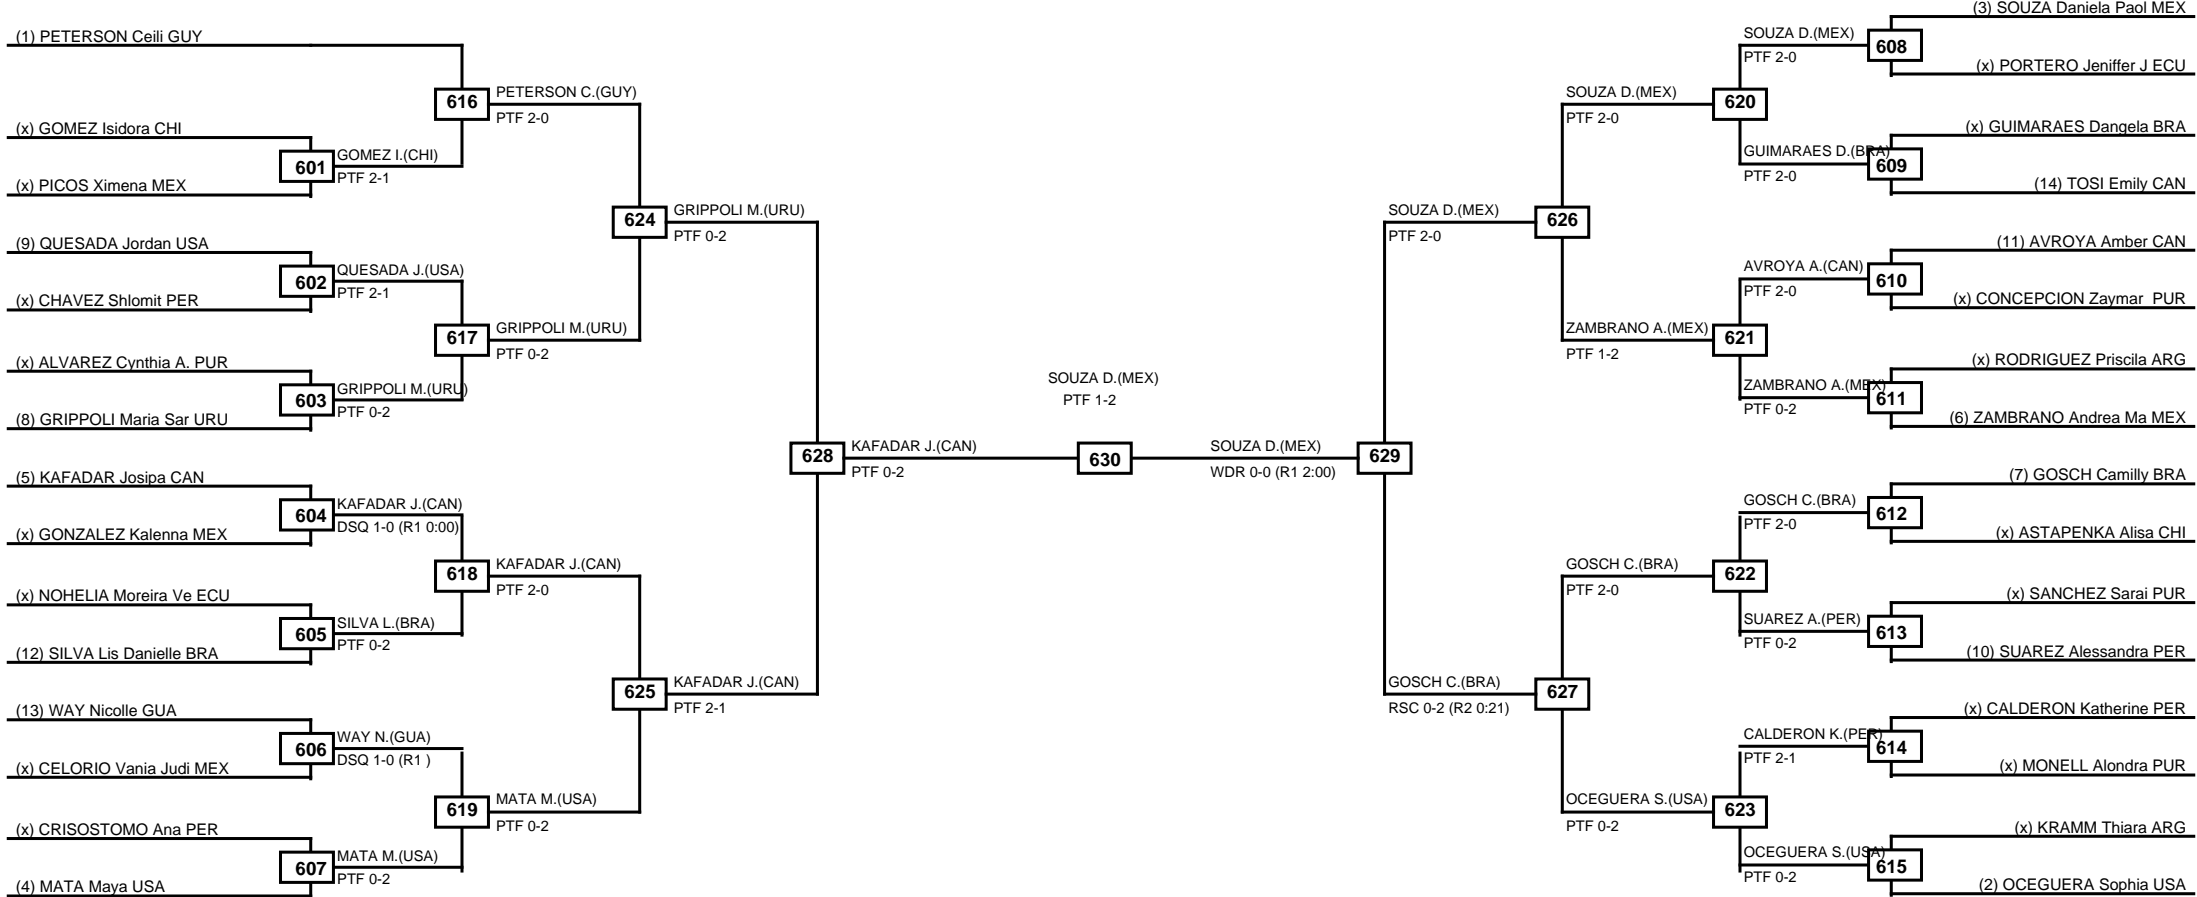 (1) PETERSON Ceili GUY
616
PETERSON C.(GUY)
PTF 2-0
(x) GOMEZ Isidora CHI
601
GOMEZ I.(CHI)
PTF 2-1
(x) PICOS Ximena MEX
624
GRIPPOLI M.(URU)
PTF 0-2
(9) QUESADA Jordan USA
602
QUESADA J.(USA)
PTF 2-1
(x) CHAVEZ Shlomit PER
617
GRIPPOLI M.(URU)
PTF 0-2
(x) ALVAREZ Cynthia A. PUR
603
GRIPPOLI M.(URU)
PTF 0-2
(8) GRIPPOLI Maria Sar URU
628
KAFADAR J.(CAN)
PTF 0-2
(5) KAFADAR Josipa CAN
604
KAFADAR J.(CAN)
DSQ 1-0 (R1 0:00)
(x) GONZALEZ Kalenna MEX
618
KAFADAR J.(CAN)
PTF 2-0
(x) NOHELIA Moreira Ve ECU
605
SILVA L.(BRA)
PTF 0-2
(12) SILVA Lis Danielle BRA
625
KAFADAR J.(CAN)
PTF 2-1
(13) WAY Nicolle GUA
606
WAY N.(GUA)
DSQ 1-0 (R1 )
(x) CELORIO Vania Judi MEX
619
MATA M.(USA)
PTF 0-2
(x) CRISOSTOMO Ana PER
607
MATA M.(USA)
PTF 0-2
(4) MATA Maya USA
SOUZA D.(MEX)
PTF 1-2
630
SOUZA D.(MEX)
WDR 0-0 (R1 2:00)
629
(3) SOUZA Daniela Paol MEX
SOUZA D.(MEX)
PTF 2-0
608
(x) PORTERO Jeniffer J ECU
SOUZA D.(MEX)
PTF 2-0
620
(x) GUIMARAES Dangela BRA
GUIMARAES D.(BRA)
PTF 2-0
609
(14) TOSI Emily CAN
SOUZA D.(MEX)
PTF 2-0
626
(11) AVROYA Amber CAN
AVROYA A.(CAN)
PTF 2-0
610
(x) CONCEPCION Zaymar  PUR
ZAMBRANO A.(MEX)
PTF 1-2
621
(x) RODRIGUEZ Priscila ARG
ZAMBRANO A.(MEX)
PTF 0-2
611
(6) ZAMBRANO Andrea Ma MEX
(7) GOSCH Camilly BRA
GOSCH C.(BRA)
PTF 2-0
612
(x) ASTAPENKA Alisa CHI
GOSCH C.(BRA)
PTF 2-0
622
(x) SANCHEZ Sarai PUR
SUAREZ A.(PER)
PTF 0-2
613
(10) SUAREZ Alessandra PER
GOSCH C.(BRA)
RSC 0-2 (R2 0:21)
627
(x) CALDERON Katherine PER
CALDERON K.(PER)
PTF 2-1
614
(x) MONELL Alondra PUR
OCEGUERA S.(USA)
PTF 0-2
623
(x) KRAMM Thiara ARG
OCEGUERA S.(USA)
PTF 0-2
615
(2) OCEGUERA Sophia USA